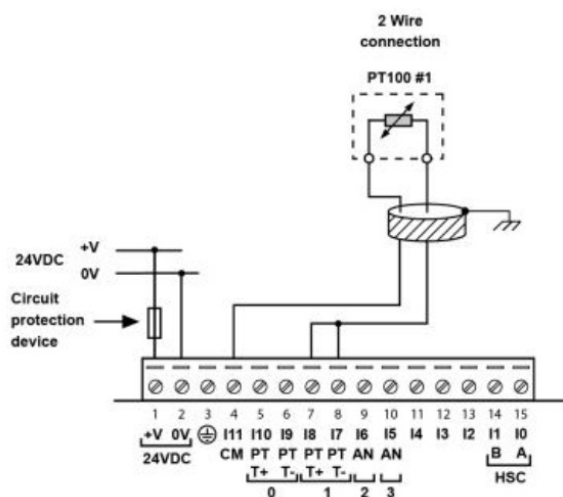 2 Wire
connection
PT100 #1
+V
24VDC
0V
Circuit
protection
device
1 2 3 4 5 6 7 8 9 10 11 12 13 14 15
+V 0V I11 I10 I9 I8 I7 I6 I5 I4 I3 I2 I1 I0
24VDC CM PT PT PT PT AN AN B A
T+ T- T+ T- HSC
0 1 2 3